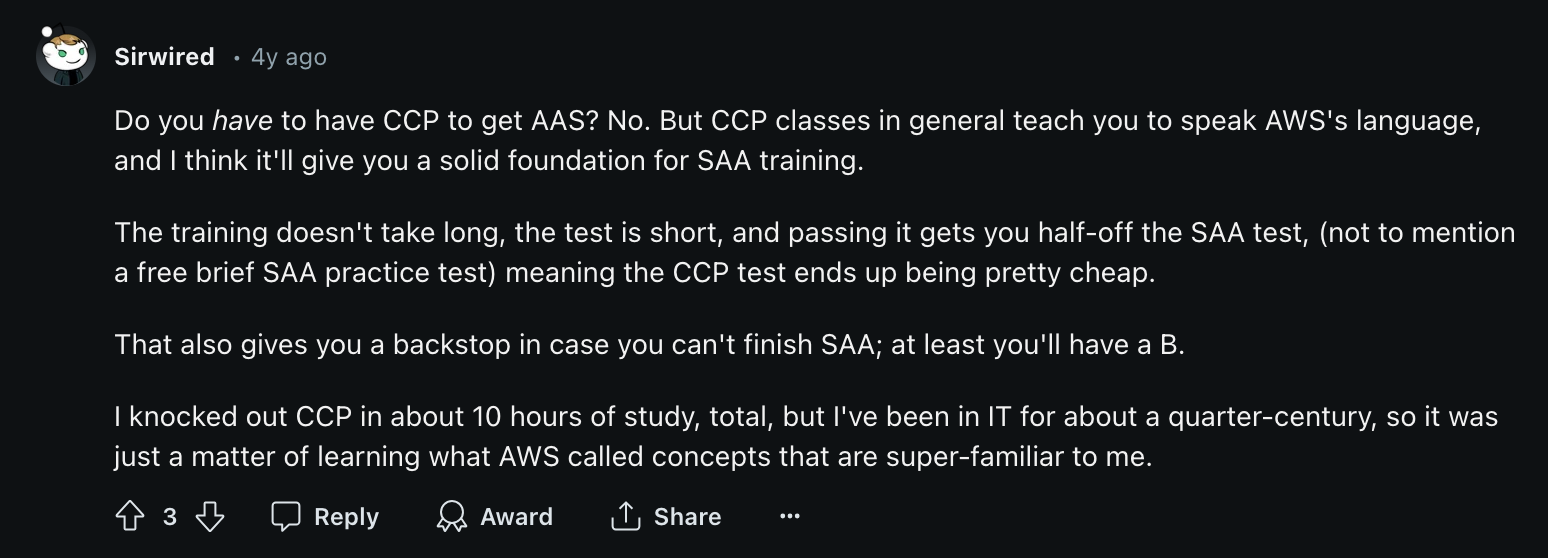 Sirwired • 4y ago
Do you have to have CCP to get AAS? No. But CCP classes in general teach you to speak AWS's language,
and I think it'll give you a solid foundation for SAA training.
The training doesn't take long, the test is short, and passing it gets you half-off the SAA test, (not to mention
a free brief SAA practice test) meaning the CCP test ends up being pretty cheap.
That also gives you a backstop in case you can't finish SAA; at least you'll have a B.
I knocked out CCP in about 10 hours of study, total, but I've been in IT for about a quarter-century, so it was
just a matter of learning what AWS called concepts that are super-familiar to me.
3 Reply Award Share ...